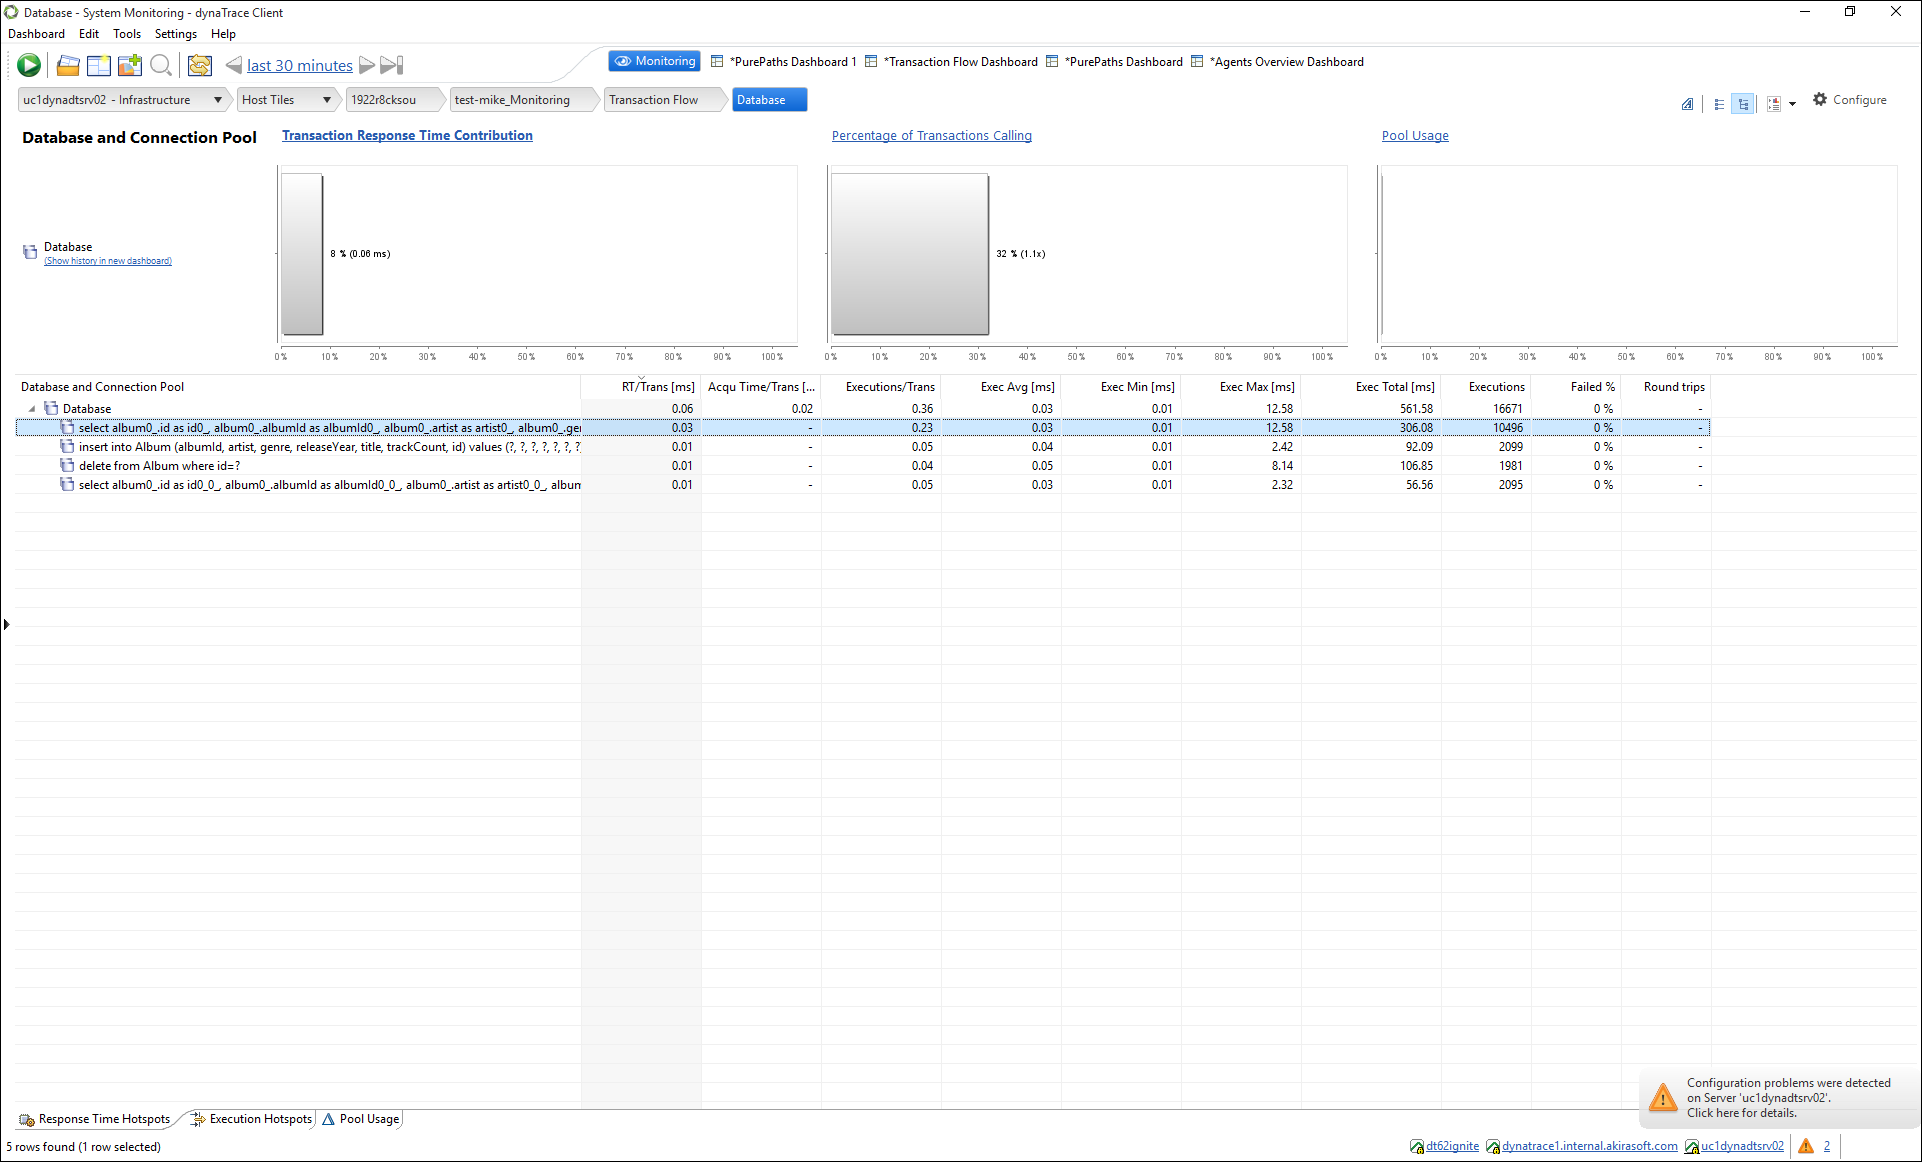 Database - System Monitoring - dynaTrace Client
Dashboard Edit Tools Settings Help
last 30 minutes
Monitoring *PurePaths Dashboard 1 *Transaction Flow Dashboard *PurePaths Dashboard *Agents Overview Dashboard
uc1dynadtsrv02 - Infrastructure Host Tiles 1922r8cksou test-mike_Monitoring Transaction Flow Database
Configure
Database and Connection Pool Transaction Response Time Contribution Percentage of Transactions Calling Pool Usage
Database
(Show history in new dashboard)
8 % (0.06 ms)
32 % (1.1x)
0% 10% 20% 30% 40% 50% 60% 70% 80% 90% 100%
0% 10% 20% 30% 40% 50% 60% 70% 80% 90% 100%
0% 10% 20% 30% 40% 50% 60% 70% 80% 90% 100%
Database and Connection Pool RT/Trans [ms] Acqu Time/Trans [... Executions/Trans Exec Avg [ms] Exec Min [ms] Exec Max [ms] Exec Total [ms] Executions Failed % Round trips
Database 0.06 0.02 0.36 0.03 0.01 12.58 561.58 16671 0 % -
select album0_.id as id0_, album0_.albumId as albumId0_, album0_.artist as artist0_, album0_.ge 0.03 - 0.23 0.03 0.01 12.58 306.08 10496 0 % -
insert into Album (albumId, artist, genre, releaseYear, title, trackCount, id) values (?, ?, ?, ?, ?, ?, ?) 0.01 - 0.05 0.04 0.01 2.42 92.09 2099 0 % -
delete from Album where id=? 0.01 - 0.04 0.05 0.01 8.14 106.85 1981 0 % -
select album0_.id as id0_0_, album0_.albumId as albumId0_0_, album0_.artist as artist0_0_, album 0.01 - 0.05 0.03 0.01 2.32 56.56 2095 0 % -
Configuration problems were detected
on Server 'uc1dynadtsrv02'.
Click here for details.
Response Time Hotspots Execution Hotspots Pool Usage
5 rows found (1 row selected)
dt62ignite dynatrace1.internal.akirasoft.com uc1dynadtsrv02 2